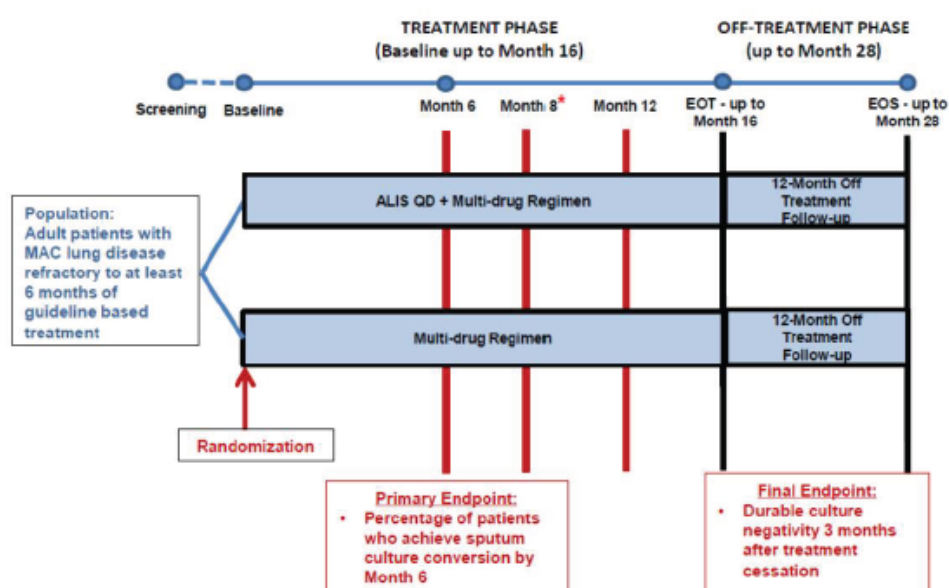 TREATMENT PHASE
(Baseline up to Month 16)
OFF-TREATMENT PHASE
(up to Month 28)
Screening
Baseline
Month 6
Month 8*
Month 12
EOT - up to
Month 16
EOS - up to
Month 28
Population:
Adult patients with
MAC lung disease
refractory to at least
6 months of
guideline based
treatment
ALIS QD + Multi-drug Regimen
12-Month Off
Treatment
Follow-up
Multi-drug Regimen
12-Month Off
Treatment
Follow-up
Randomization
Primary Endpoint:
• Percentage of patients
who achieve sputum
culture conversion by
Month 6
Final Endpoint:
• Durable culture
negativity 3 months
after treatment
cessation